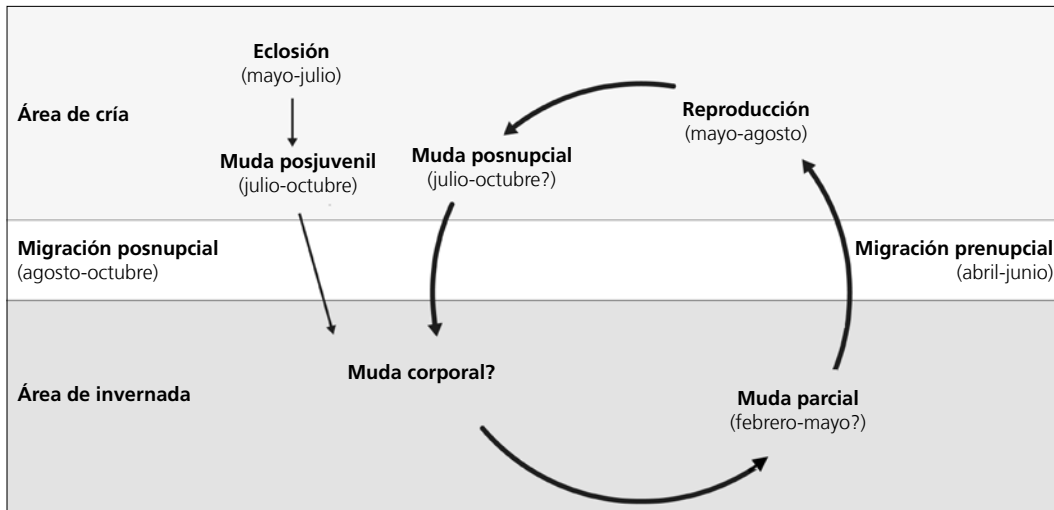 Eclosión
(mayo-julio)
Área de cría
Reproducción
(mayo-agosto)
Muda posjuvenil
(julio-octubre)
Muda posnupcial
(julio-octubre?)
Migración posnupcial
(agosto-octubre)
Migración prenupcial
(abril-junio)
Muda corporal?
Área de invernada
Muda parcial
(febrero-mayo?)